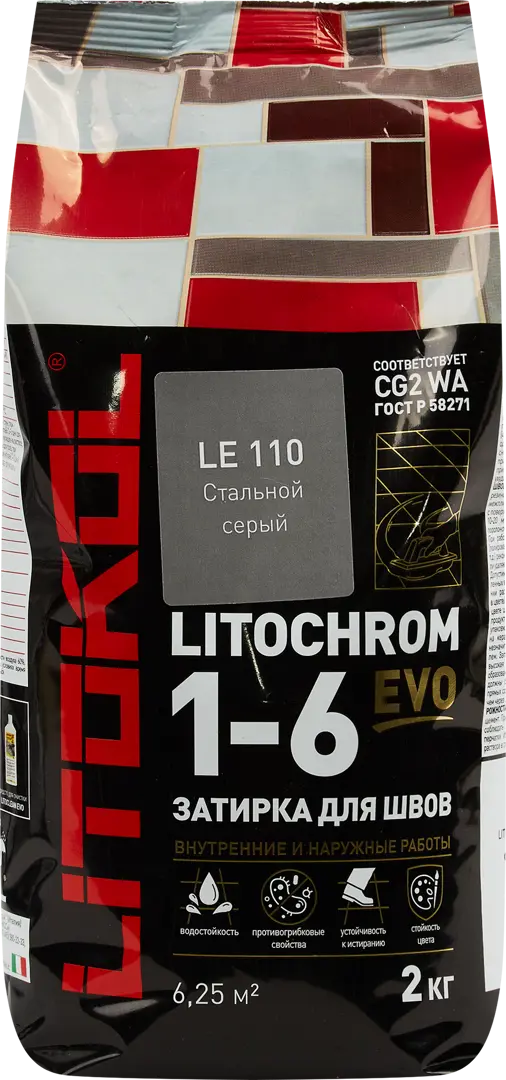 СООТВЕТСТВУЕТ
CG2 WA
ГОСТ Р 58271
LITOKOL®
LE 110
Стальной
серый
LITOCHROM
1-6 EVO
ЗАТИРКА ДЛЯ ШВОВ
ВНУТРЕННИЕ И НАРУЖНЫЕ РАБОТЫ
водостойкость
противогрибковые
свойства
устойчивость
к истиранию
стойкость
цвета
6,25 м²
2 кг